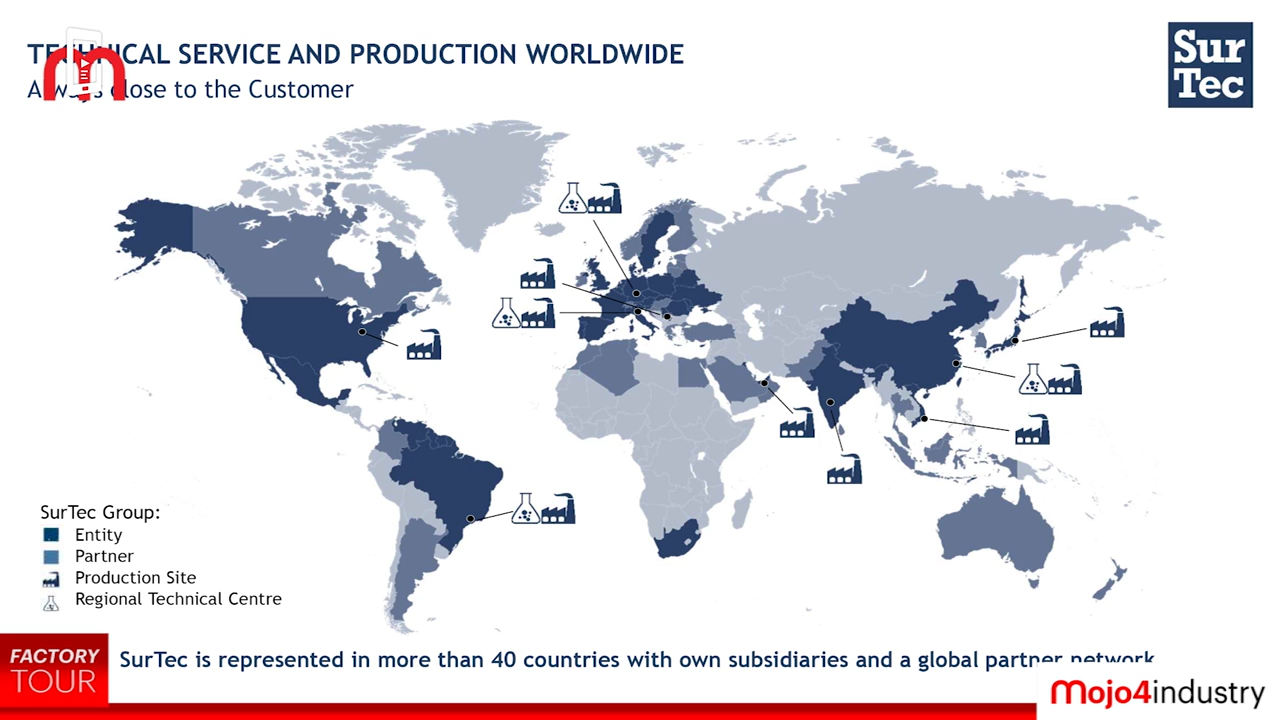 TECHNICAL SERVICE AND PRODUCTION WORLDWIDE
Always close to the Customer
Sur
Tec
SurTec Group:
Entity
Partner
Production Site
Regional Technical Centre
FACTORY
TOUR
SurTec is represented in more than 40 countries with own subsidiaries and a global partner network
mojo4industry